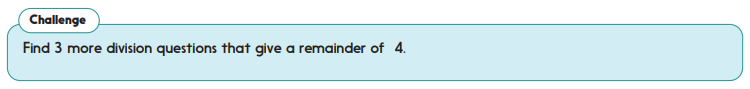 Challenge
Find 3 more division questions that give a remainder of 4.